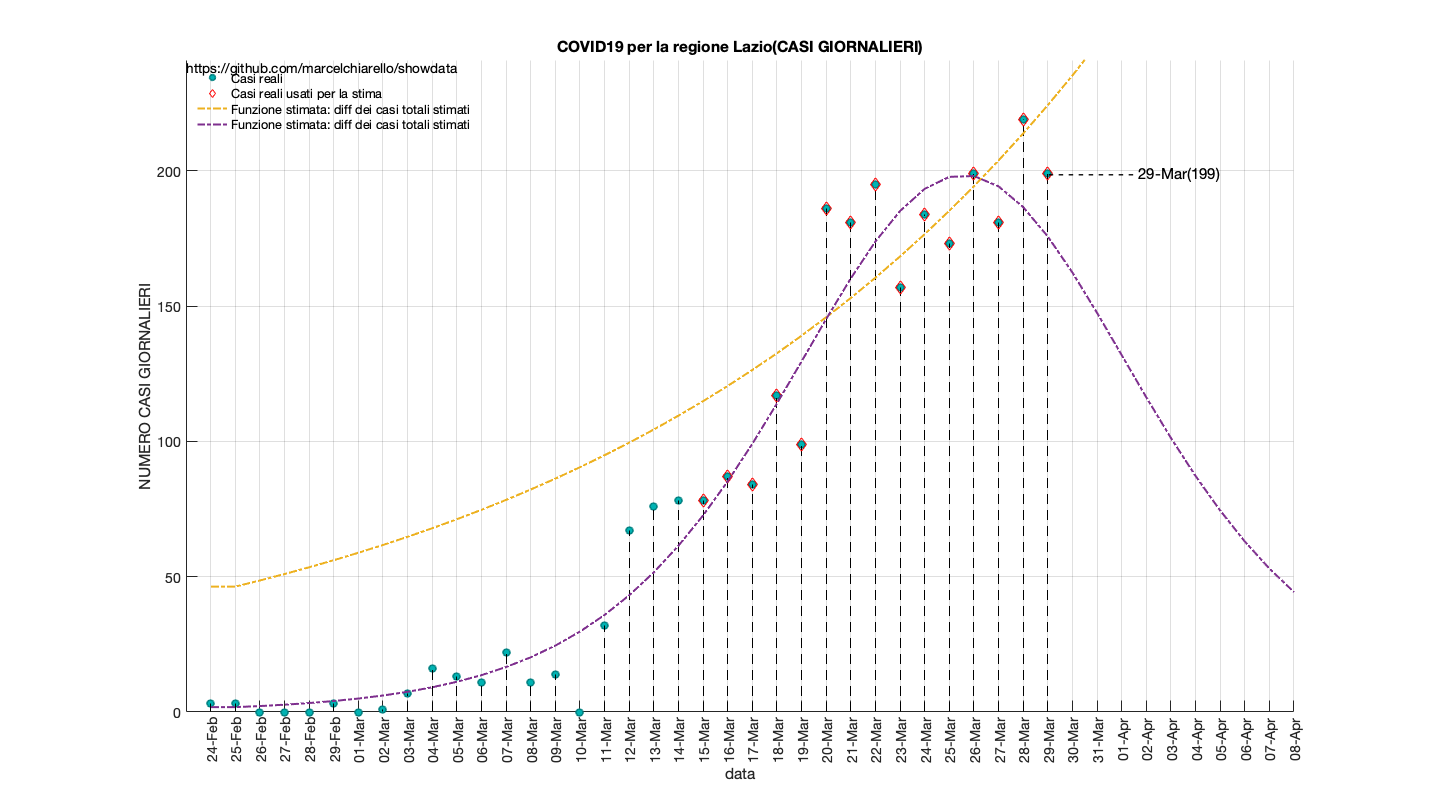 COVID19 per la regione Lazio(CASI GIORNALIERI)
https://github.com/marcelchiarello/showdata
Casi reali
Casi reali usati per la stima
Funzione stimata: diff dei casi totali stimati
Funzione stimata: diff dei casi totali stimati
200
150
100
50
0
NUMERO CASI GIORNALIERI
29-Mar(199)
24-Feb
25-Feb
26-Feb
27-Feb
28-Feb
29-Feb
01-Mar
02-Mar
03-Mar
04-Mar
05-Mar
06-Mar
07-Mar
08-Mar
09-Mar
10-Mar
11-Mar
12-Mar
13-Mar
14-Mar
15-Mar
16-Mar
17-Mar
18-Mar
19-Mar
20-Mar
21-Mar
22-Mar
23-Mar
24-Mar
25-Mar
26-Mar
27-Mar
28-Mar
29-Mar
30-Mar
31-Mar
01-Apr
02-Apr
03-Apr
04-Apr
05-Apr
06-Apr
07-Apr
08-Apr
data